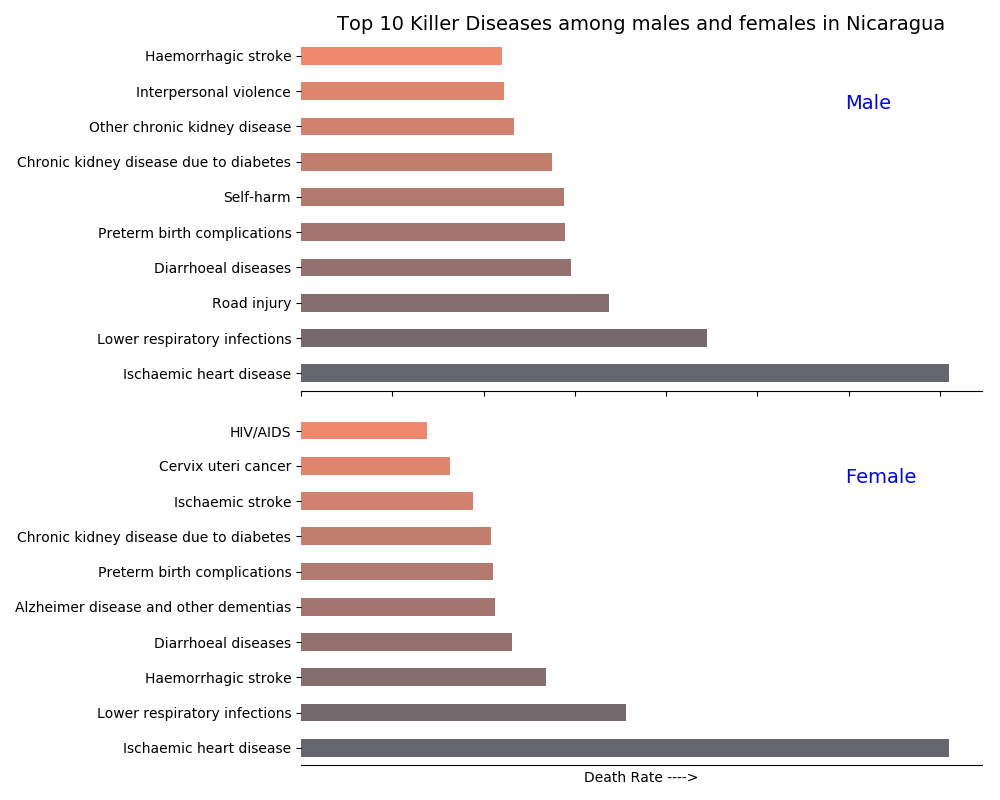 Top 10 Killer Diseases among males and females in Nicaragua
Haemorrhagic stroke
Interpersonal violence
Male
Other chronic kidney disease
Chronic kidney disease due to diabetes
Self-harm
Preterm birth complications
Diarrhoeal diseases
Road injury
Lower respiratory infections
Ischaemic heart disease
HIV/AIDS
Cervix uteri cancer
Female
Ischaemic stroke
Chronic kidney disease due to diabetes
Preterm birth complications
Alzheimer disease and other dementias
Diarrhoeal diseases
Haemorrhagic stroke
Lower respiratory infections
Ischaemic heart disease
Death Rate ---->